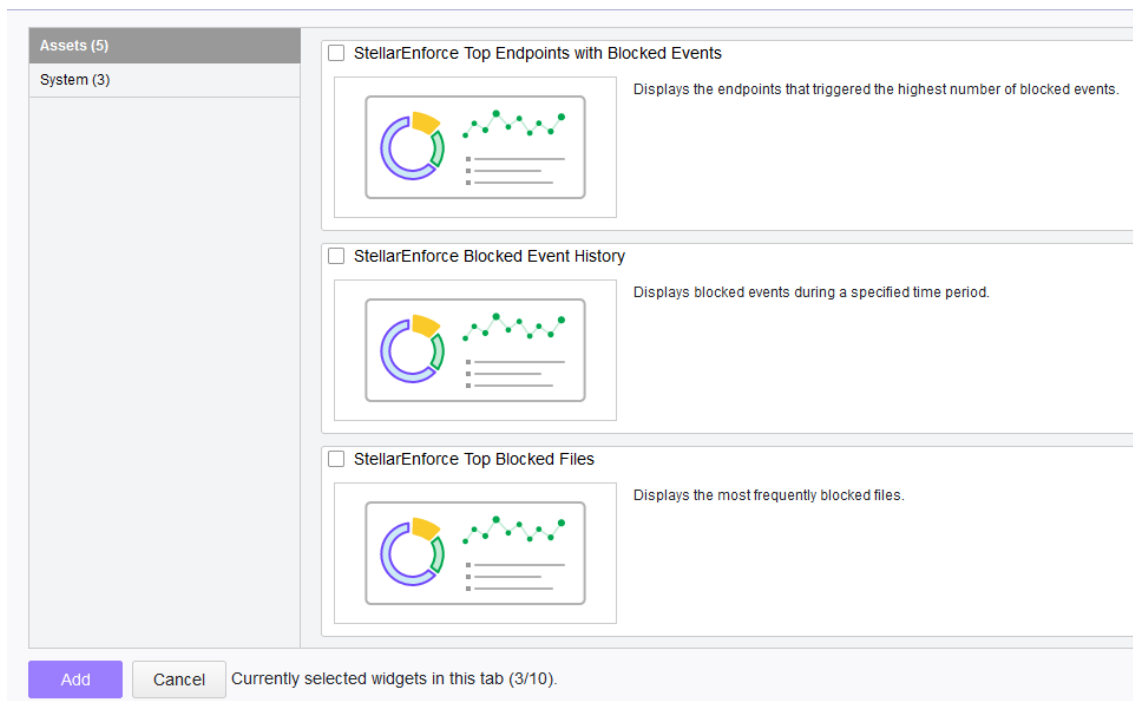 Assets (5)
System (3)
StellarEnforce Top Endpoints with Blocked Events
Displays the endpoints that triggered the highest number of blocked events.
StellarEnforce Blocked Event History
Displays blocked events during a specified time period.
StellarEnforce Top Blocked Files
Displays the most frequently blocked files.
Add
Cancel
Currently selected widgets in this tab (3/10).